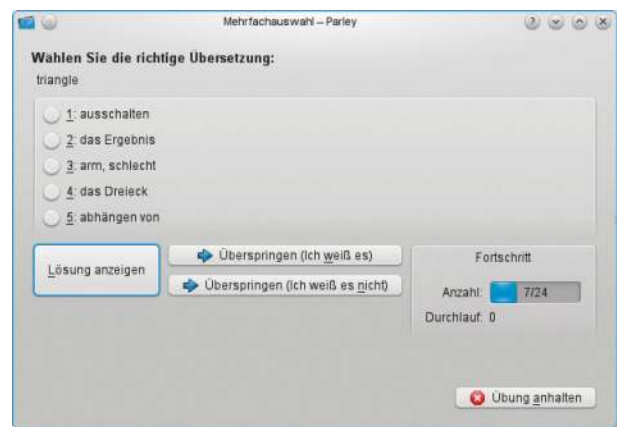 Mehrfachauswahl – Parley
Wählen Sie die richtige Übersetzung:
triangle
1: ausschalten
2: das Ergebnis
3: arm, schlecht
4: das Dreieck
5: abhängen von
Lösung anzeigen
Überspringen (Ich weiß es)
Überspringen (Ich weiß es nicht)
Fortschritt
Anzahl: 7/24
Durchlauf: 0
Übung anhalten